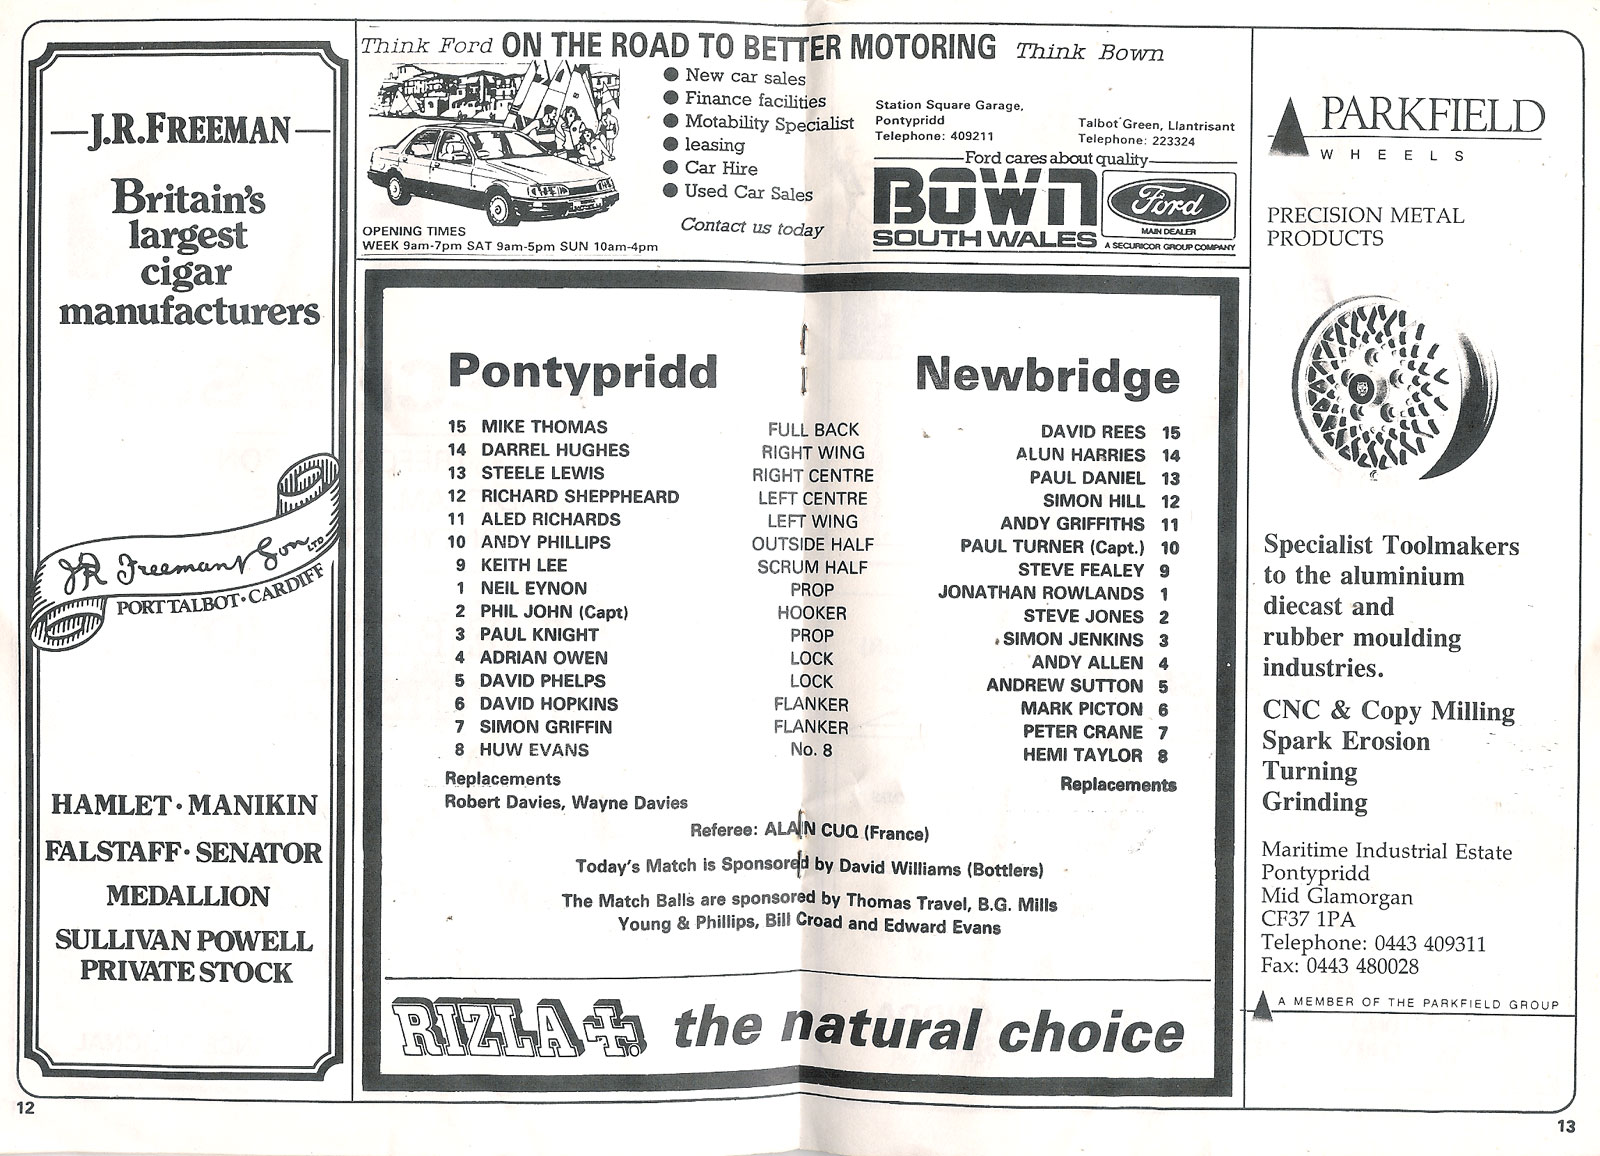 J.R.FREEMAN
Britain's
largest
cigar
manufacturers
JR Freeman & Son LTD
PORT TALBOT · CARDIFF
HAMLET · MANIKIN
FALSTAFF · SENATOR
MEDALLION
SULLIVAN POWELL
PRIVATE STOCK
12
Think Ford ON THE ROAD TO BETTER MOTORING Think Bown
● New car sales
● Finance facilities
● Motability Specialist
● leasing
● Car Hire
● Used Car Sales
Contact us today
OPENING TIMES
WEEK 9am-7pm SAT 9am-5pm SUN 10am-4pm
Station Square Garage,
Pontypridd
Telephone: 409211
Talbot Green, Llantrisant
Telephone: 223324
Ford cares about quality
BOWN
SOUTH WALES
Ford
MAIN DEALER
A SECURICOR GROUP COMPANY
Pontypridd Newbridge
15 MIKE THOMAS FULL BACK DAVID REES 15
14 DARREL HUGHES RIGHT WING ALUN HARRIES 14
13 STEELE LEWIS RIGHT CENTRE PAUL DANIEL 13
12 RICHARD SHEPPHEARD LEFT CENTRE SIMON HILL 12
11 ALED RICHARDS LEFT WING ANDY GRIFFITHS 11
10 ANDY PHILLIPS OUTSIDE HALF PAUL TURNER (Capt.) 10
9 KEITH LEE SCRUM HALF STEVE FEALEY 9
1 NEIL EYNON PROP JONATHAN ROWLANDS 1
2 PHIL JOHN (Capt) HOOKER STEVE JONES 2
3 PAUL KNIGHT PROP SIMON JENKINS 3
4 ADRIAN OWEN LOCK ANDY ALLEN 4
5 DAVID PHELPS LOCK ANDREW SUTTON 5
6 DAVID HOPKINS FLANKER MARK PICTON 6
7 SIMON GRIFFIN FLANKER PETER CRANE 7
8 HUW EVANS No. 8 HEMI TAYLOR 8
Replacements Replacements
Robert Davies, Wayne Davies
Referee: ALAIN CUQ (France)
Today's Match is Sponsored by David Williams (Bottlers)
The Match Balls are sponsored by Thomas Travel, B.G. Mills
Young & Phillips, Bill Croad and Edward Evans
RIZLA+. the natural choice
PARKFIELD
WHEELS
PRECISION METAL
PRODUCTS
Specialist Toolmakers
to the aluminium
diecast and
rubber moulding
industries.
CNC & Copy Milling
Spark Erosion
Turning
Grinding
Maritime Industrial Estate
Pontypridd
Mid Glamorgan
CF37 1PA
Telephone: 0443 409311
Fax: 0443 480028
A MEMBER OF THE PARKFIELD GROUP
13